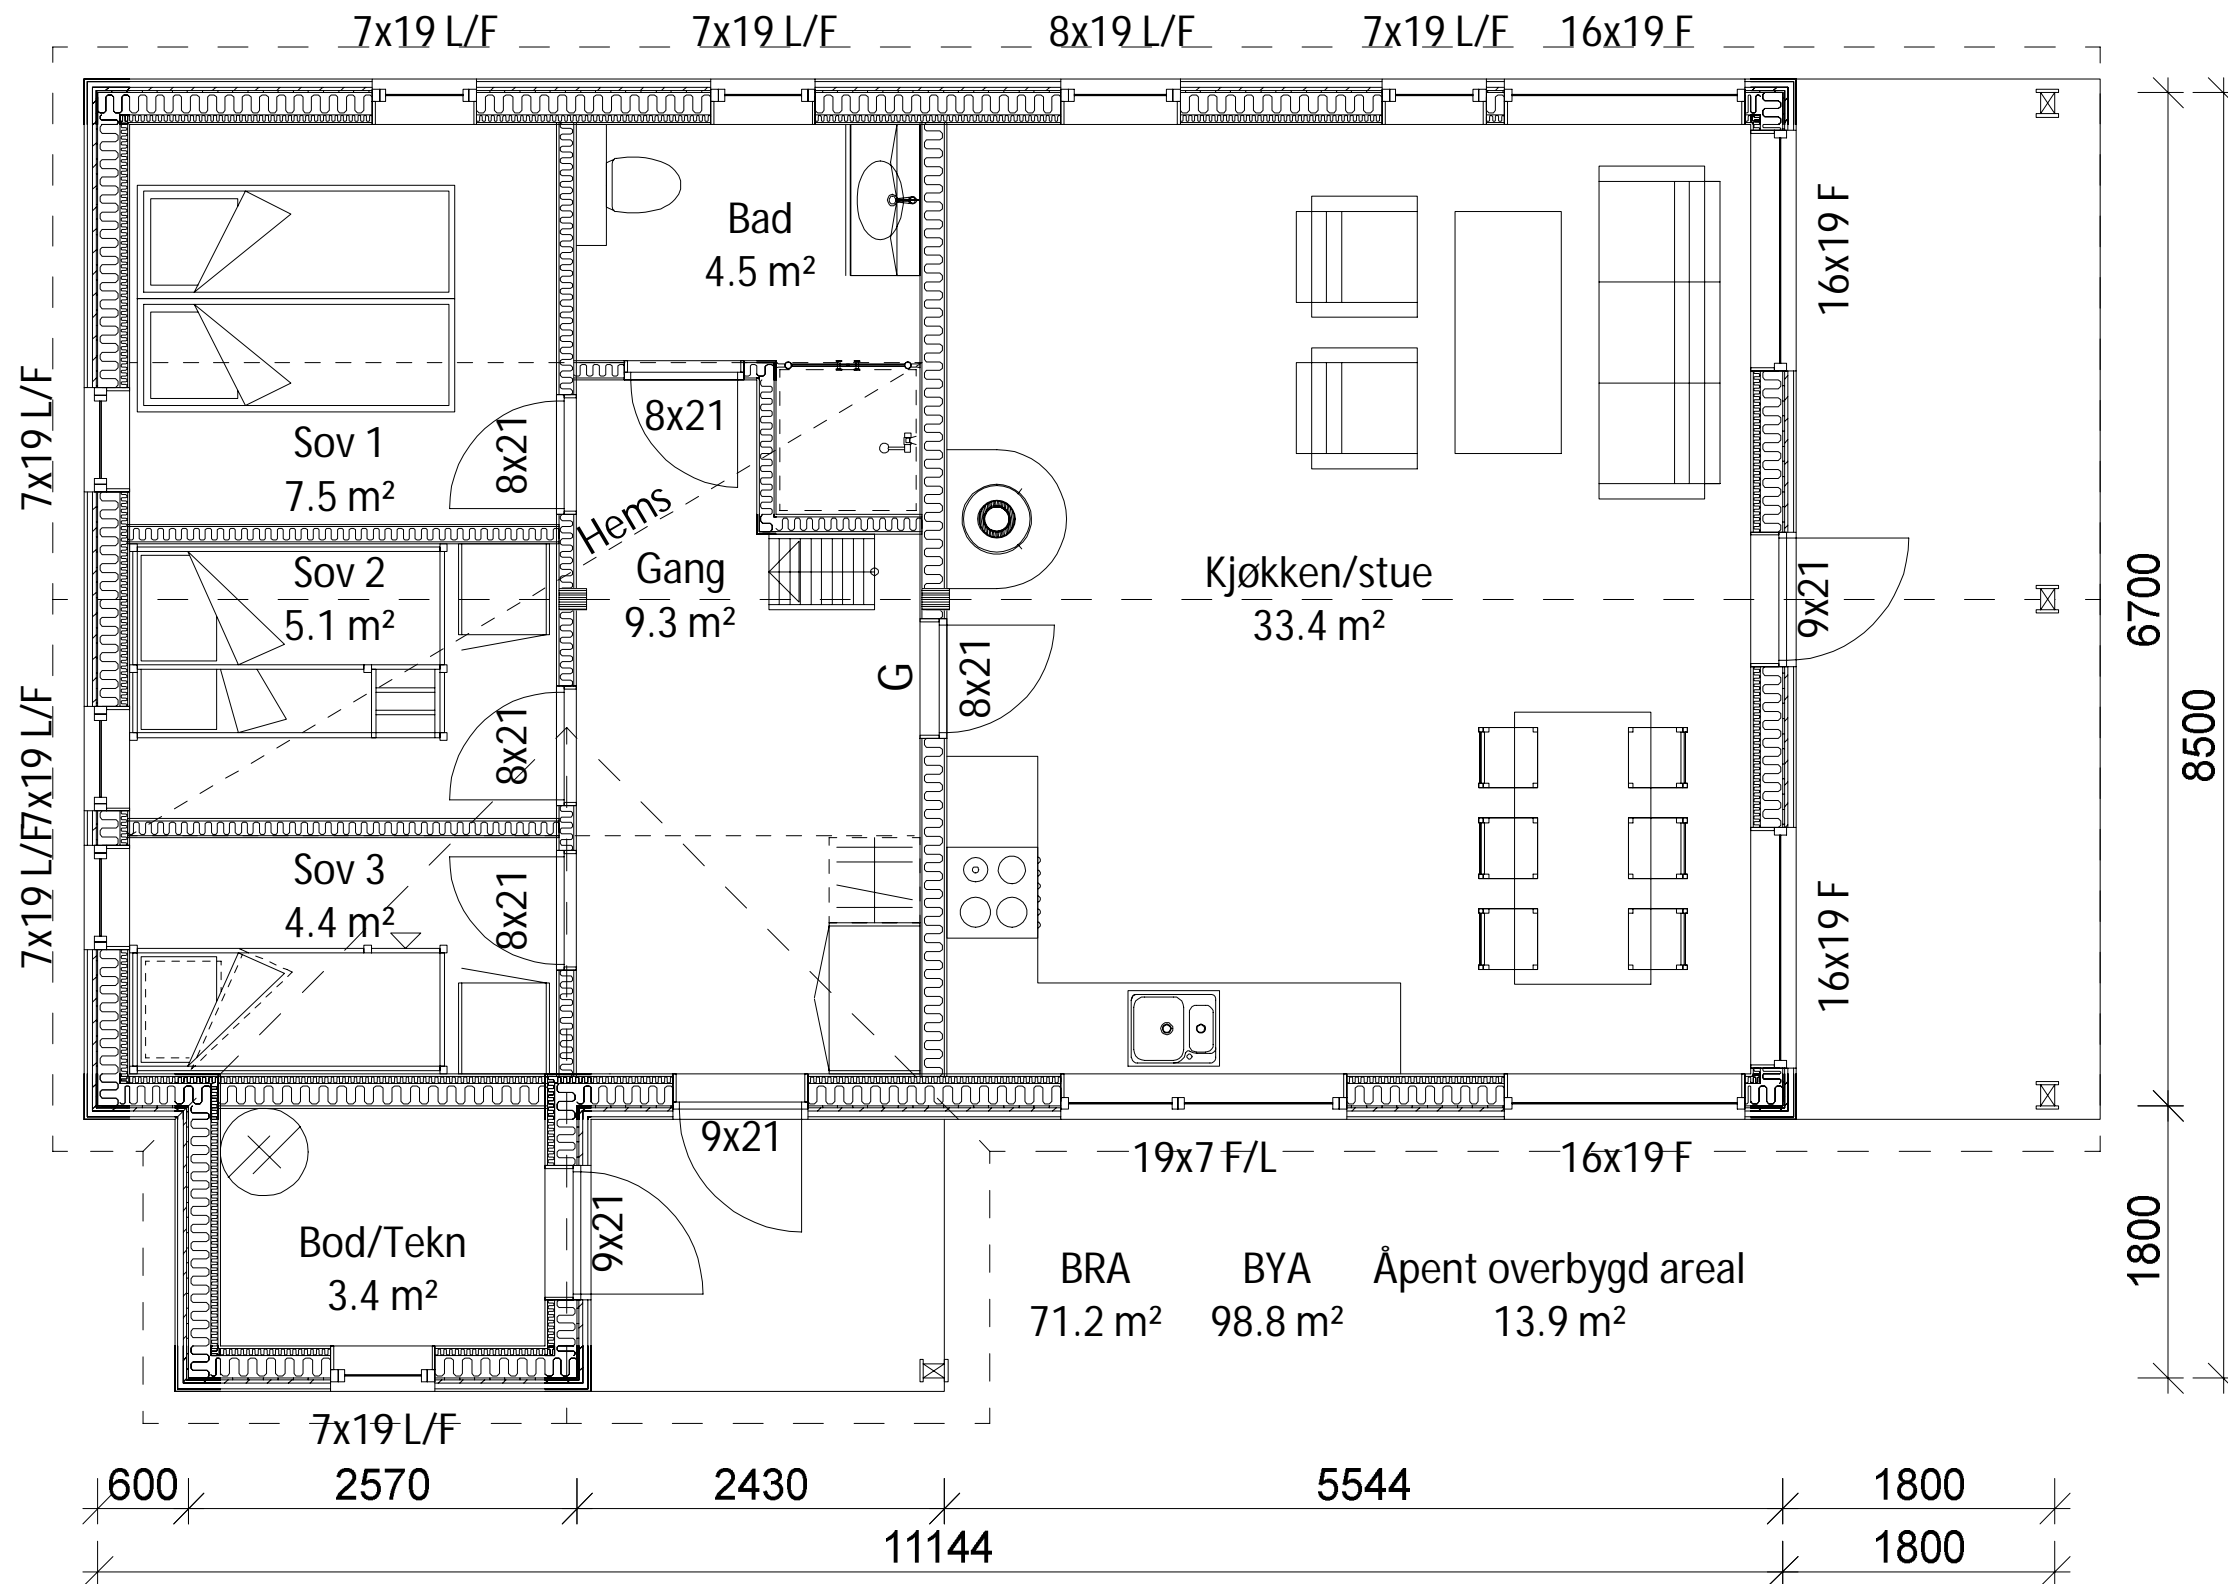 7x19 L/F
7x19 L/F
8x19 L/F
7x19 L/F
16x19 F
Bad
4.5 m²
16x19 F
7x19 L/F
Sov 1
7.5 m²
8x21
8x21
Hems
Sov 2
5.1 m²
Gang
9.3 m²
Kjøkken/stue
33.4 m²
9x21
6700
8500
G
8x21
7x19 L/F
8x21
7x19 L/F
Sov 3
4.4 m²
8x21
16x19 F
9x21
19x7 F/L
16x19 F
Bod/Tekn
3.4 m²
9x21
BRA
71.2 m²
BYA
98.8 m²
Åpent overbygd areal
13.9 m²
1800
7x19 L/F
600
2570
2430
5544
1800
11144
1800